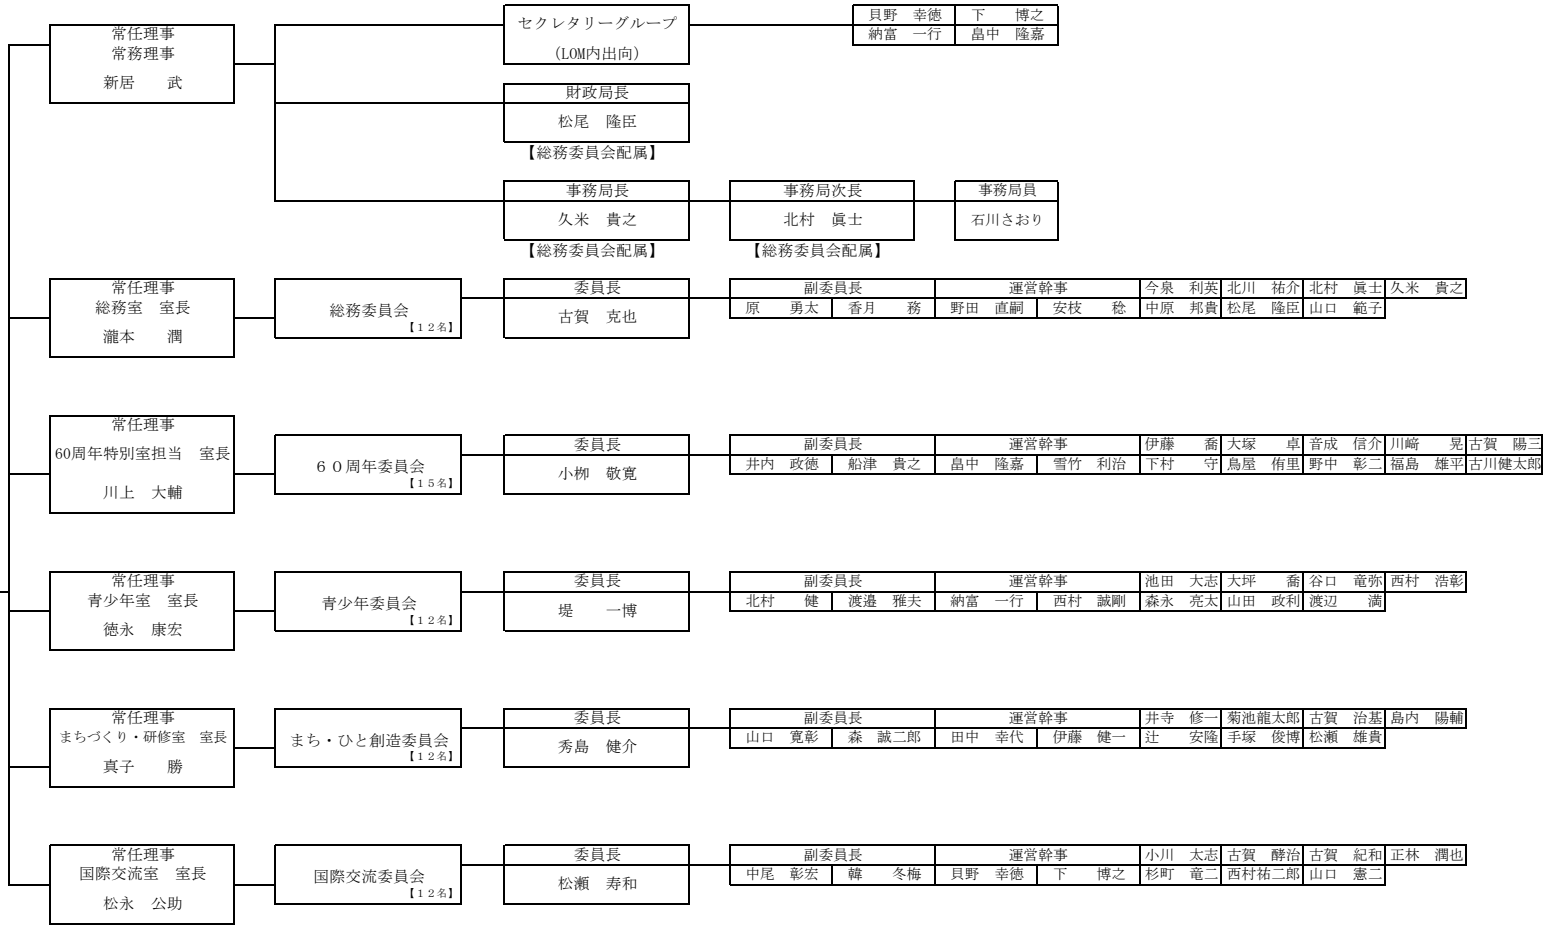 常任理事
常務理事
新居　　武
セクレタリーグループ
(LOM内出向)
貝野　幸徳　下　　博之
納富　一行　畠中　隆嘉
財政局長
松尾　隆臣
【総務委員会配属】
事務局長　事務局次長　事務局員
久米　貴之　北村　眞士　石川さおり
【総務委員会配属】　【総務委員会配属】
常任理事
総務室　室長
瀧本　　潤
総務委員会
【１２名】
委員長
古賀　克也
副委員長　運営幹事　今泉　利英　北川　祐介　北村　眞士　久米　貴之
原　　勇太　香月　　務　野田　直嗣　安枝　　稔　中原　邦貴　松尾　隆臣　山口　範子
常任理事
60周年特別室担当　室長
川上　大輔
６０周年委員会
【１５名】
委員長
小栁　敬寛
副委員長　運営幹事　伊藤　　喬　大塚　　卓　音成　信介　川﨑　　晃　古賀　陽三
井内　政徳　船津　貴之　畠中　隆嘉　雪竹　利治　下村　　守　鳥屋　侑里　野中　彰二　福島　雄平　古川健太郎
常任理事
青少年室　室長
徳永　康宏
青少年委員会
【１２名】
委員長
堤　　一博
副委員長　運営幹事　池田　大志　大坪　　喬　谷口　竜弥　西村　浩彰
北村　　健　渡邉　雅夫　納富　一行　西村　誠剛　森永　亮太　山田　政利　渡辺　　満
常任理事
まちづくり・研修室　室長
真子　　勝
まち・ひと創造委員会
【１２名】
委員長
秀島　健介
副委員長　運営幹事　井寺　修一　菊池龍太郎　古賀　治基　島内　陽輔
山口　寛彰　森　誠二郎　田中　幸代　伊藤　健一　辻　　安隆　手塚　俊博　松瀬　雄貴
常任理事
国際交流室　室長
松永　公助
国際交流委員会
【１２名】
委員長
松瀬　寿和
副委員長　運営幹事　小川　太志　古賀　醉治　古賀　紀和　正林　潤也
中尾　彰宏　韓　　冬梅　貝野　幸徳　下　　博之　杉町　竜二　西村祐二郎　山口　憲二